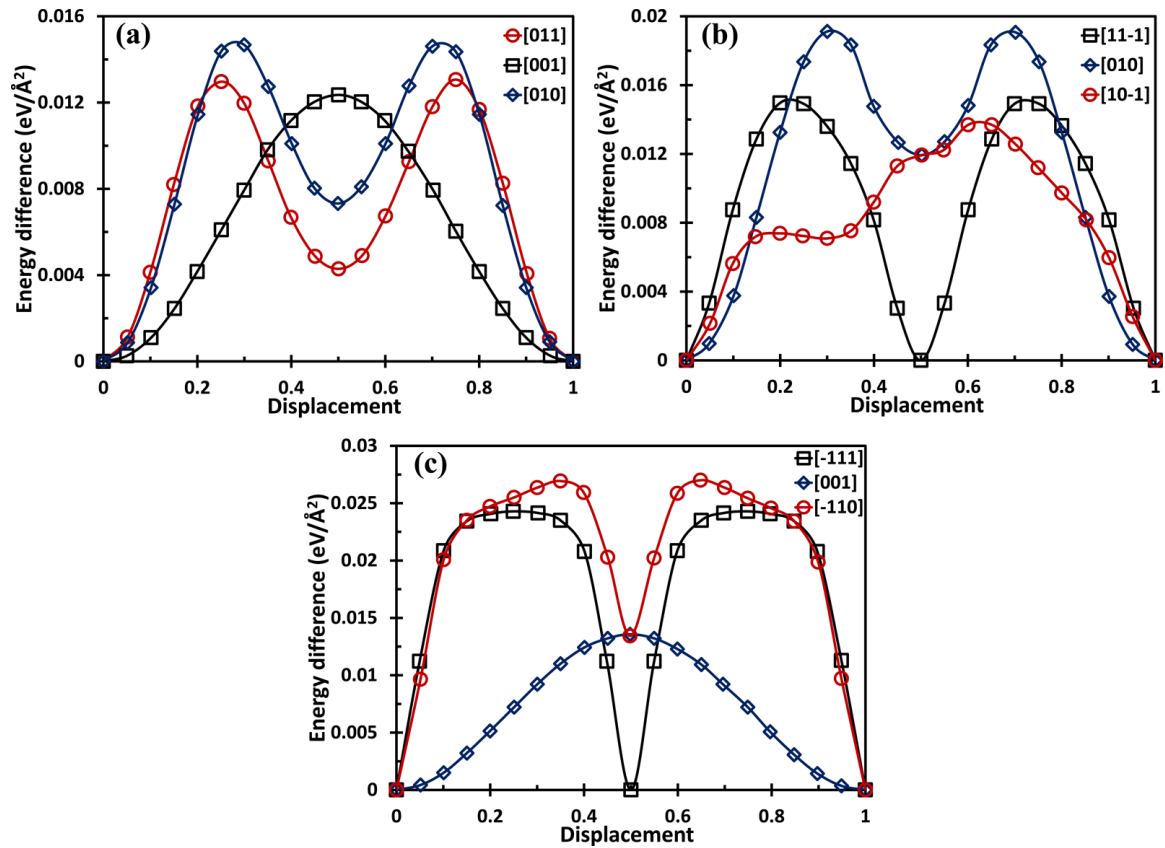 (a)
[011]
[001]
[010]
Energy difference (eV/Å²)
0.016
0.012
0.008
0.004
0
0 0.2 0.4 0.6 0.8 1
Displacement
(b)
[11-1]
[010]
[10-1]
Energy difference (eV/Å²)
0.02
0.016
0.012
0.008
0.004
0
0 0.2 0.4 0.6 0.8 1
Displacement
(c)
[-111]
[001]
[-110]
Energy difference (eV/Å²)
0.03
0.025
0.02
0.015
0.01
0.005
0
0 0.2 0.4 0.6 0.8 1
Displacement